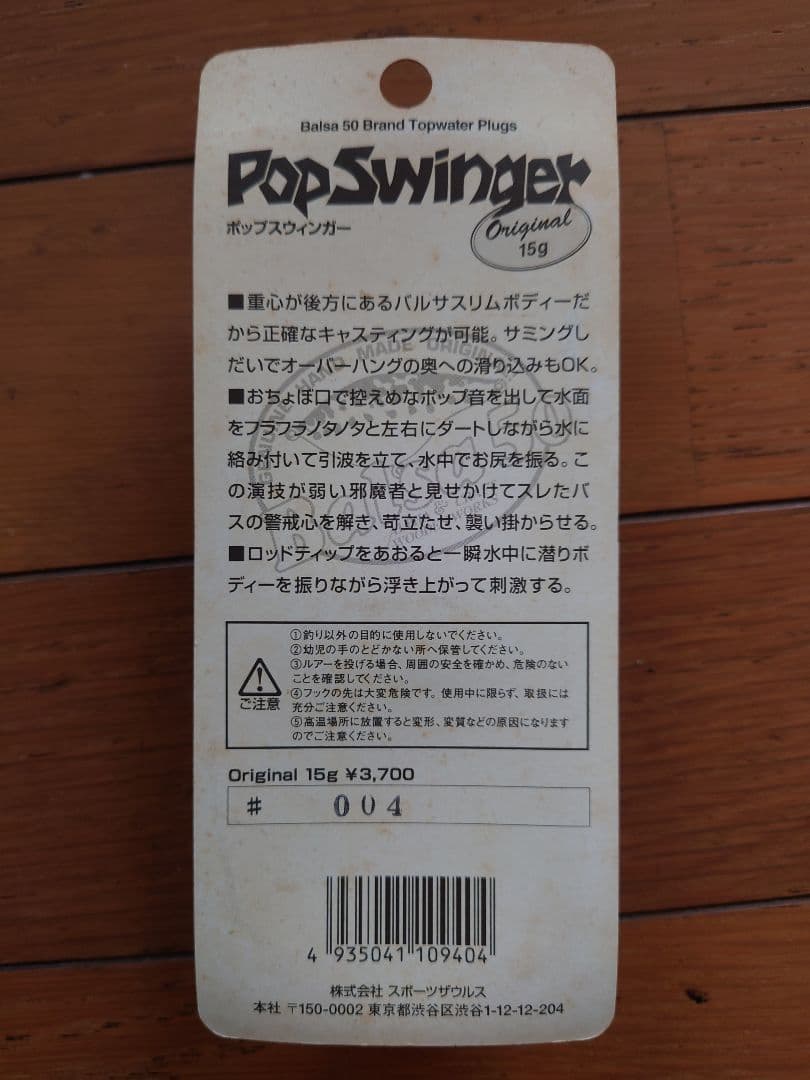 Balsa 50 Brand Topwater Plugs
PopSwinger
ポップスウィンガー
Original
15g
■重心が後方にあるバルサスリムボディーだ
から正確なキャスティングが可能。サミングし
だいでオーバーハングの奥への滑り込みもOK。
■おちょぼ口で控えめなポップ音を出して水面
をフラフラノタノタと左右にダートしながら水に
絡み付いて引波を立て、水中でお尻を振る。こ
の演技が弱い邪魔者と見せかけてスレたバ
スの警戒心を解き、苛立たせ、襲い掛からせる。
■ロッドティップをあおると一瞬水中に潜りボ
ディーを振りながら浮き上がって刺激する。
ご注意
①釣り以外の目的に使用しないでください。
②幼児の手のとどかない所へ保管してください。
③ルアーを投げる場合、周囲の安全を確かめ、危険のない
ことを確認してください。
④フックの先は大変危険です。使用中に限らず、取扱には
充分ご注意ください。
⑤高温場所に放置すると変形、変質などの原因になります
のでご注意ください。
Original 15g ¥3,700
# 004
4 935041 109404
株式会社 スポーツザウルス
本社 〒150-0002 東京都渋谷区渋谷1-12-12-204